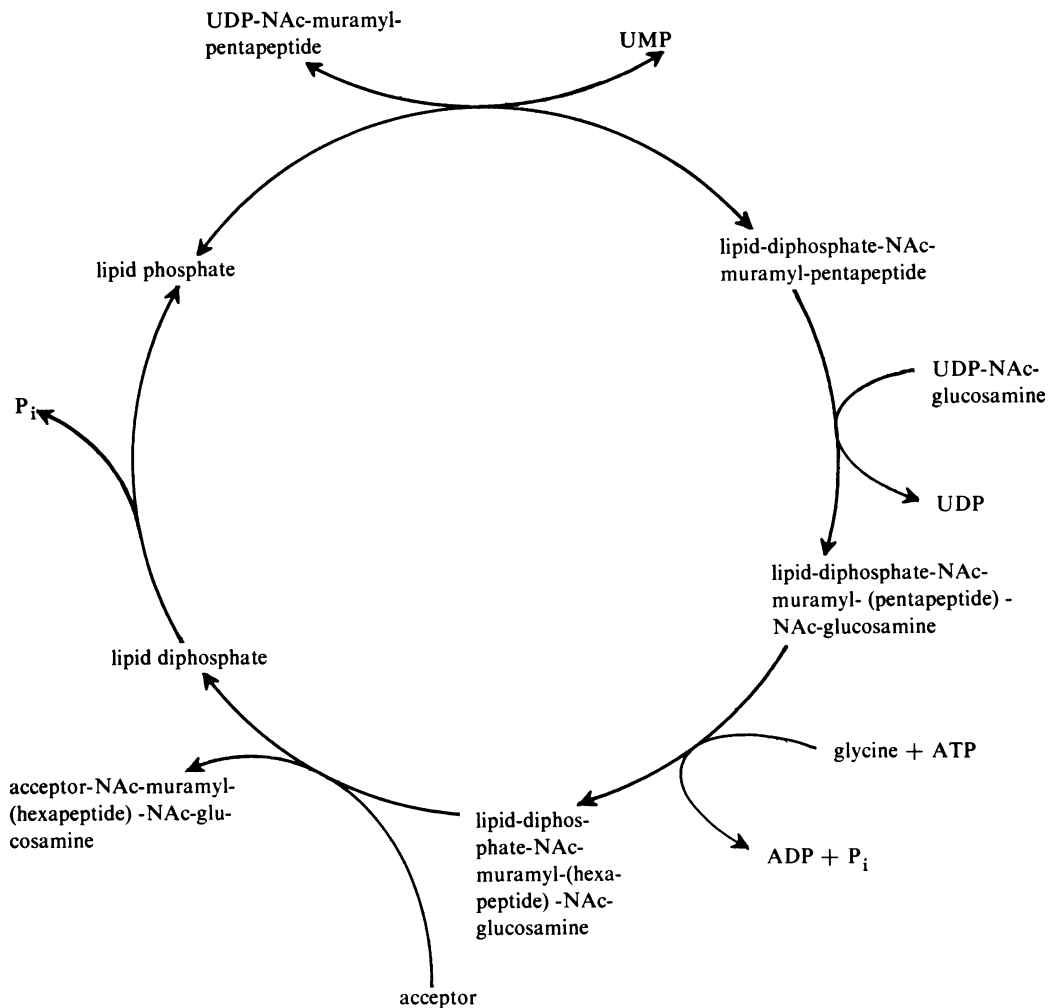 UDP-NAc-muramyl-
pentapeptide
UMP
lipid phosphate
lipid-diphosphate-NAc-
muramyl-pentapeptide
UDP-NAc-
glucosamine
Pi
UDP
lipid-diphosphate-NAc-
muramyl- (pentapeptide) -
NAc-glucosamine
lipid diphosphate
glycine + ATP
acceptor-NAc-muramyl-
(hexapeptide) -NAc-glu-
cosamine
lipid-diphos-
phate-NAc-
muramyl-(hexa-
peptide) -NAc-
glucosamine
ADP + Pi
acceptor